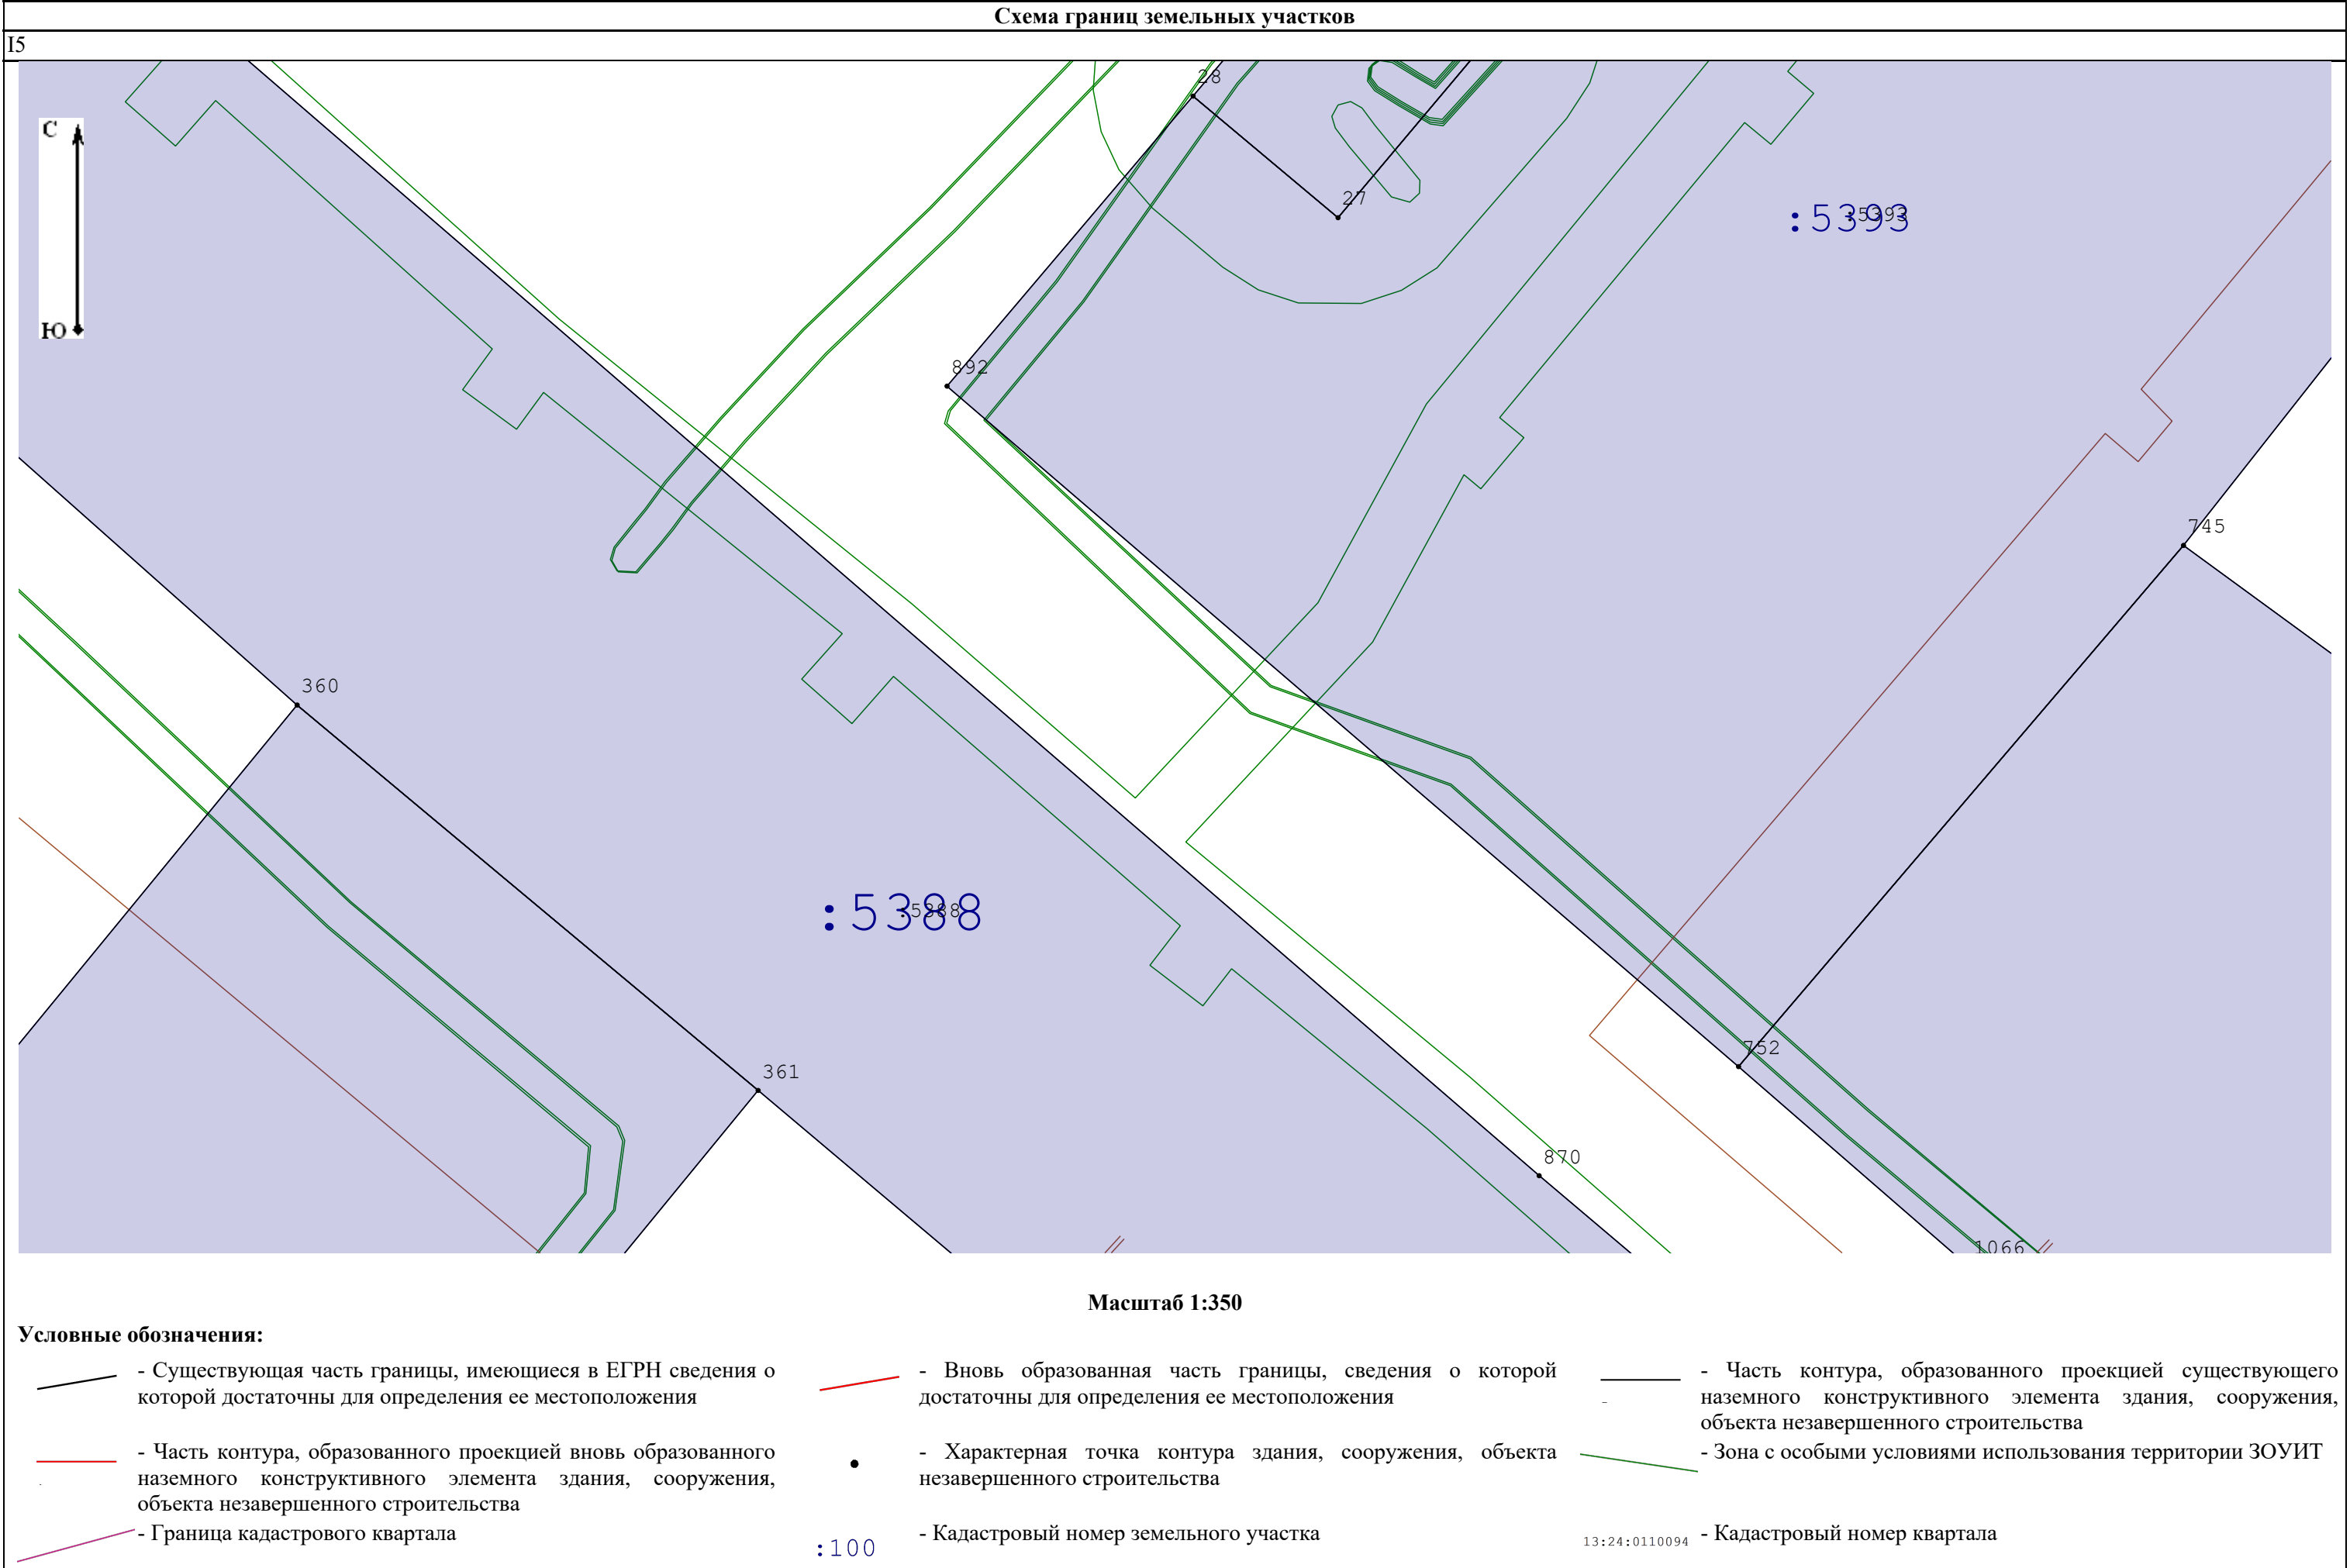 Схема границ земельных участков
I5
28
С
27
:5393
:5393
Ю
892
745
360
:5388
:5388
752
361
870
1066
Масштаб 1:350
Условные обозначения:
- Существующая часть границы, имеющиеся в ЕГРН сведения о
которой достаточны для определения ее местоположения
- Вновь образованная часть границы, сведения о которой
достаточны для определения ее местоположения
- Часть контура, образованного проекцией существующего
наземного конструктивного элемента здания, сооружения,
объекта незавершенного строительства
- Часть контура, образованного проекцией вновь образованного
наземного конструктивного элемента здания, сооружения,
объекта незавершенного строительства
- Характерная точка контура здания, сооружения, объекта
незавершенного строительства
- Зона с особыми условиями использования территории ЗОУИТ
- Граница кадастрового квартала
:100
- Кадастровый номер земельного участка
13:24:0110094
- Кадастровый номер квартала